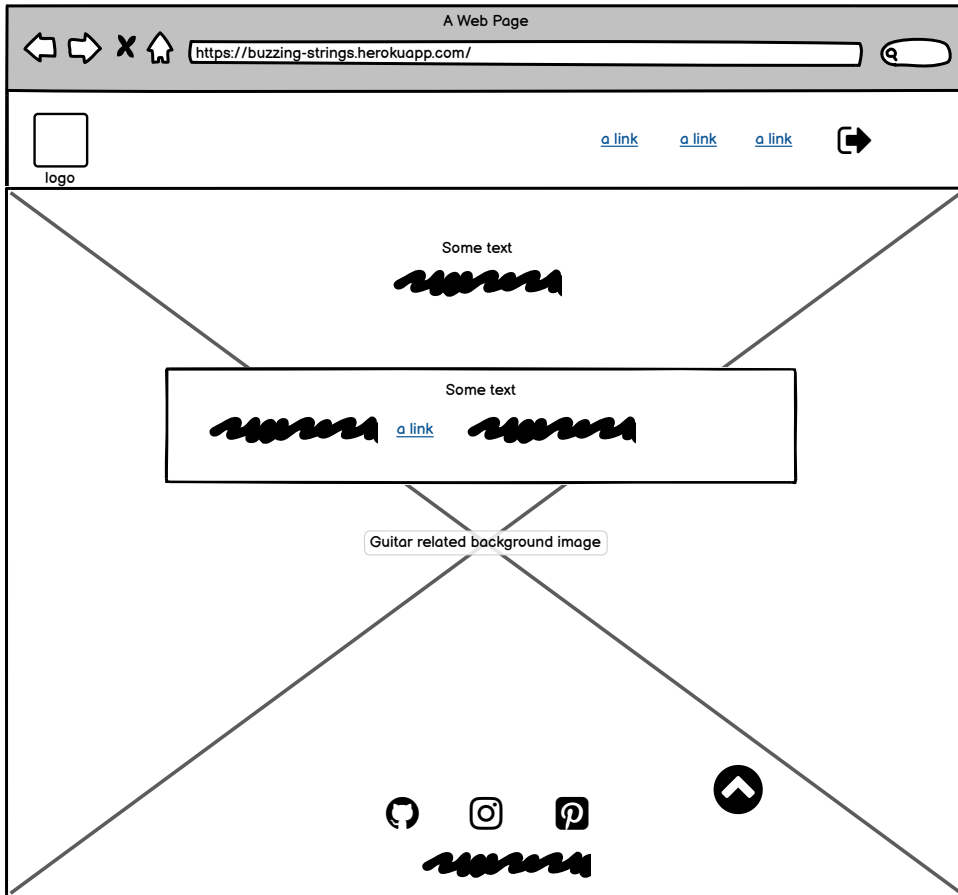 A Web Page
https://buzzing-strings.herokuapp.com/
a link
a link
a link
logo
Some text
Some text
a link
Guitar related background image